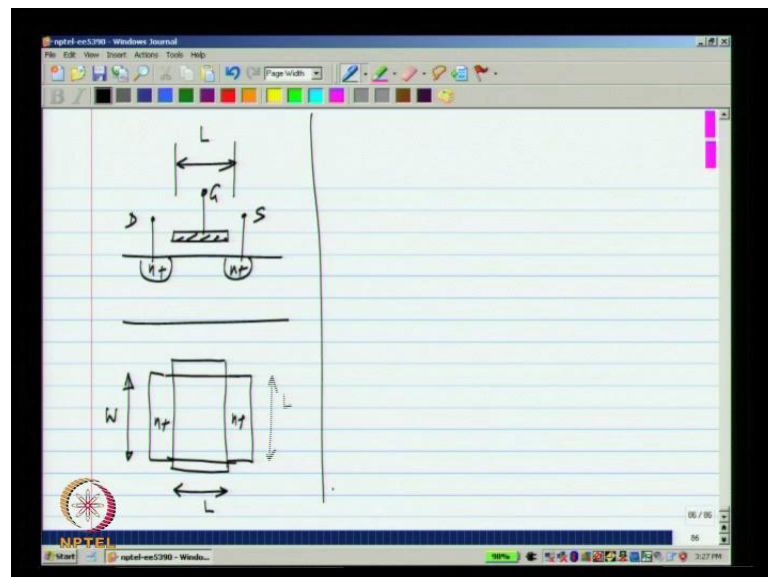 nptel-ee5390 - Windows Journal
File Edit View Insert Actions Tools Help
Page Width
B I
L
G
D
S
n+
n+
W
n+
n+
L
L
NPTEL
86 / 86
86
Start
nptel-ee5390 - Windo...
98%
3:27 PM